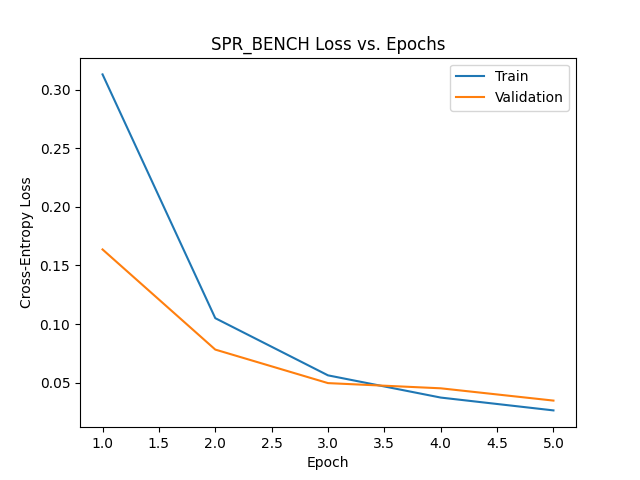 SPR_BENCH Loss vs. Epochs
Train
Validation
0.30
0.25
0.20
0.15
0.10
0.05
Cross-Entropy Loss
1.0 1.5 2.0 2.5 3.0 3.5 4.0 4.5 5.0
Epoch